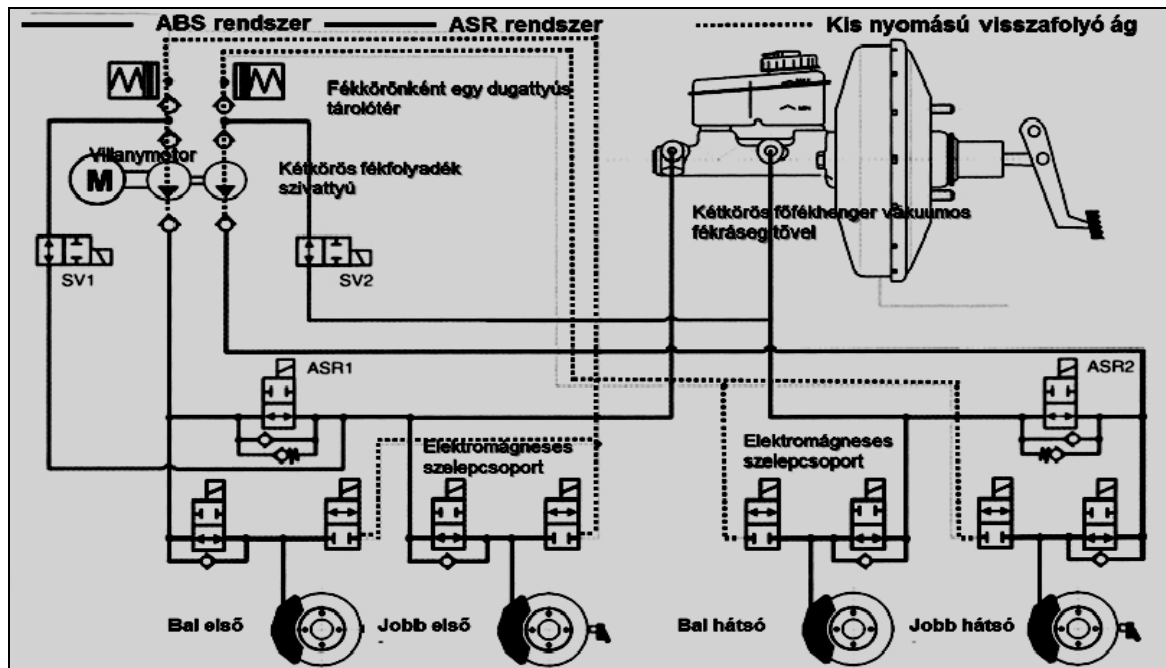 ABS rendszer ASR rendszer Kis nyomású visszafolyó ág
Fékkörönként egy dugattyús
tárolótér
Villanymotor
M
Kétkörös fékfolyadék
szivattyú
Kétkörös főfékhenger vákuumos
fékrásegítővel
SV1
SV2
ASR1
ASR2
Elektromágneses
szelepcsoport
Elektromágneses
szelepcsoport
Bal első
Jobb első
Bal hátsó
Jobb hátsó